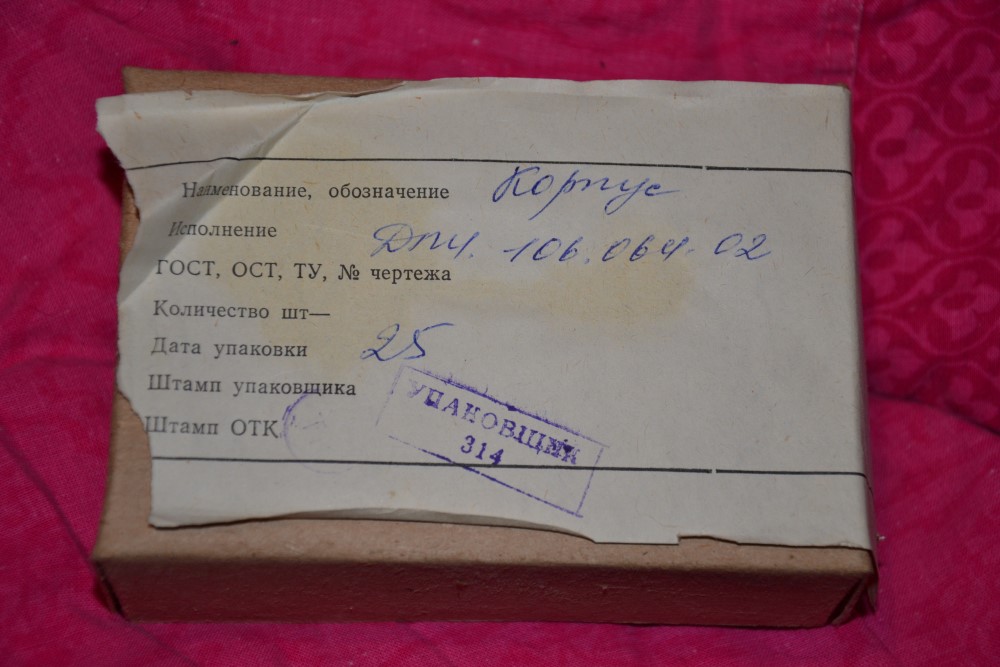 Наименование, обозначение Корпус
Исполнение Дпч. 106.064.02
ГОСТ, ОСТ, ТУ, № чертежа
Количество шт—
Дата упаковки 25
Штамп упаковщика
УПАКОВЩИК
314
Штамп ОТК